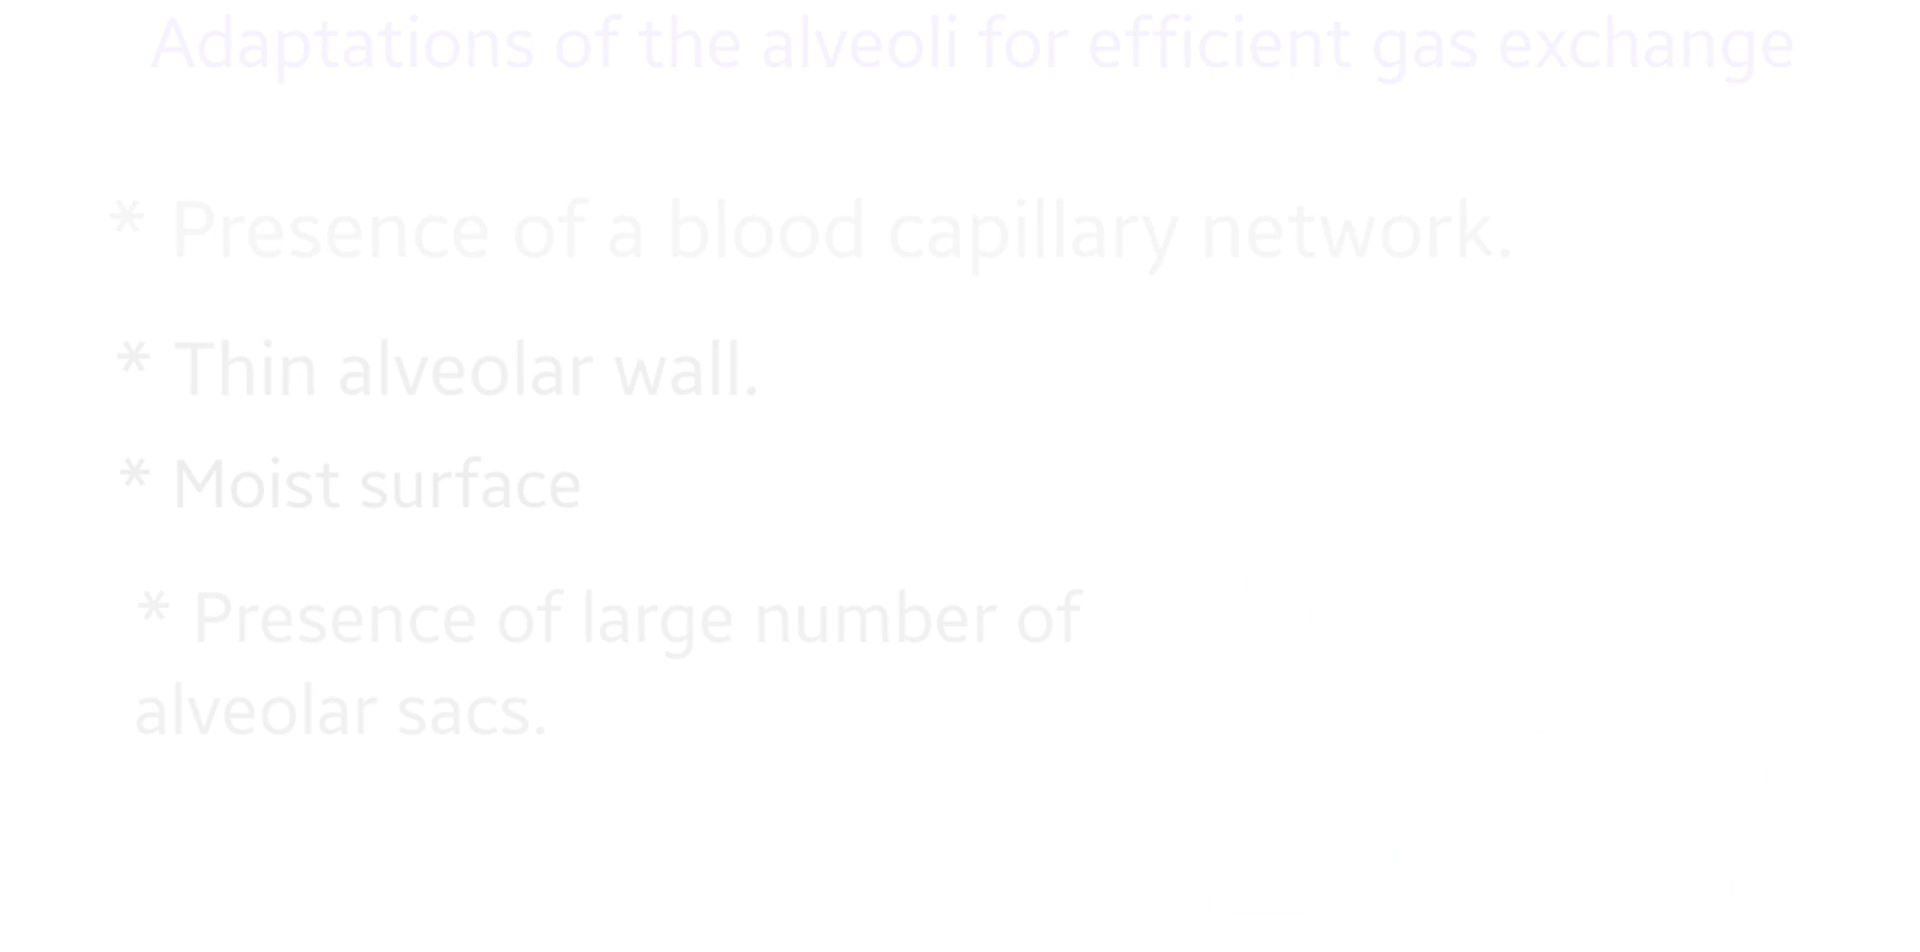 Adaptations of the alveoli for efficient gas exchange
* Presence of a blood capillary network.
* Thin alveolar wall.
* Moist surface
* Presence of large number of
alveolar sacs.